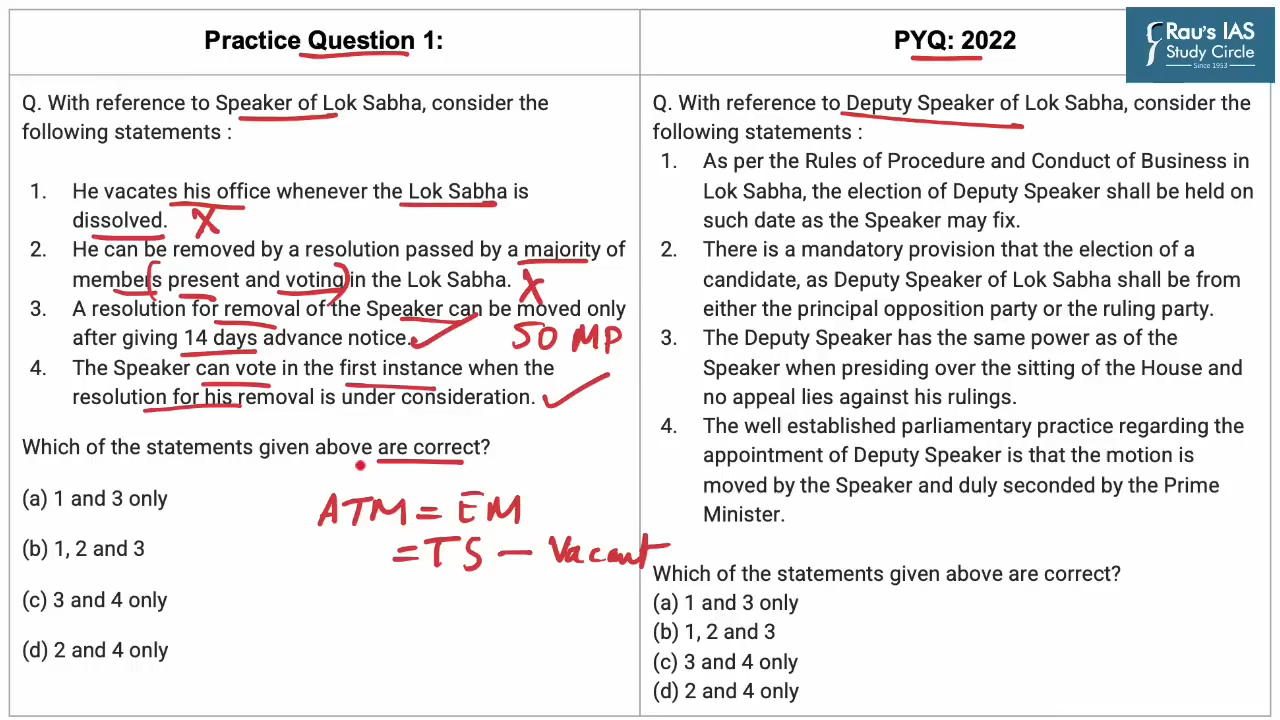 Practice Question 1:
Q. With reference to Speaker of Lok Sabha, consider the
following statements :
1. He vacates his office whenever the Lok Sabha is
dissolved. X
2. He can be removed by a resolution passed by a majority of
members (present and voting) in the Lok Sabha. X
3. A resolution for removal of the Speaker can be moved only
after giving 14 days advance notice. 50 MP
4. The Speaker can vote in the first instance when the
resolution for his removal is under consideration.
Which of the statements given above are correct?
(a) 1 and 3 only
(b) 1, 2 and 3
(c) 3 and 4 only
(d) 2 and 4 only
ATM = EM
= TS - Vacant
PYQ: 2022
Rau's IAS
Study Circle
Since 1953
Q. With reference to Deputy Speaker of Lok Sabha, consider the
following statements :
1. As per the Rules of Procedure and Conduct of Business in
Lok Sabha, the election of Deputy Speaker shall be held on
such date as the Speaker may fix.
2. There is a mandatory provision that the election of a
candidate, as Deputy Speaker of Lok Sabha shall be from
either the principal opposition party or the ruling party.
3. The Deputy Speaker has the same power as of the
Speaker when presiding over the sitting of the House and
no appeal lies against his rulings.
4. The well established parliamentary practice regarding the
appointment of Deputy Speaker is that the motion is
moved by the Speaker and duly seconded by the Prime
Minister.
Which of the statements given above are correct?
(a) 1 and 3 only
(b) 1, 2 and 3
(c) 3 and 4 only
(d) 2 and 4 only